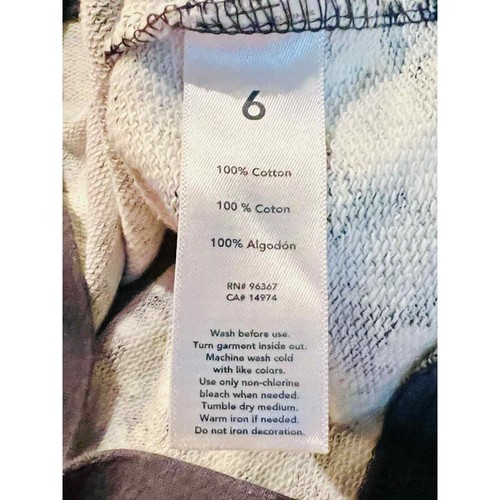 6
100% Cotton
100 % Coton
100% Algodón
RN# 96367
CA# 14974
Wash before use.
Turn garment inside out.
Machine wash cold
with like colors.
Use only non-chlorine
bleach when needed.
Tumble dry medium.
Warm iron if needed.
Do not iron decoration.